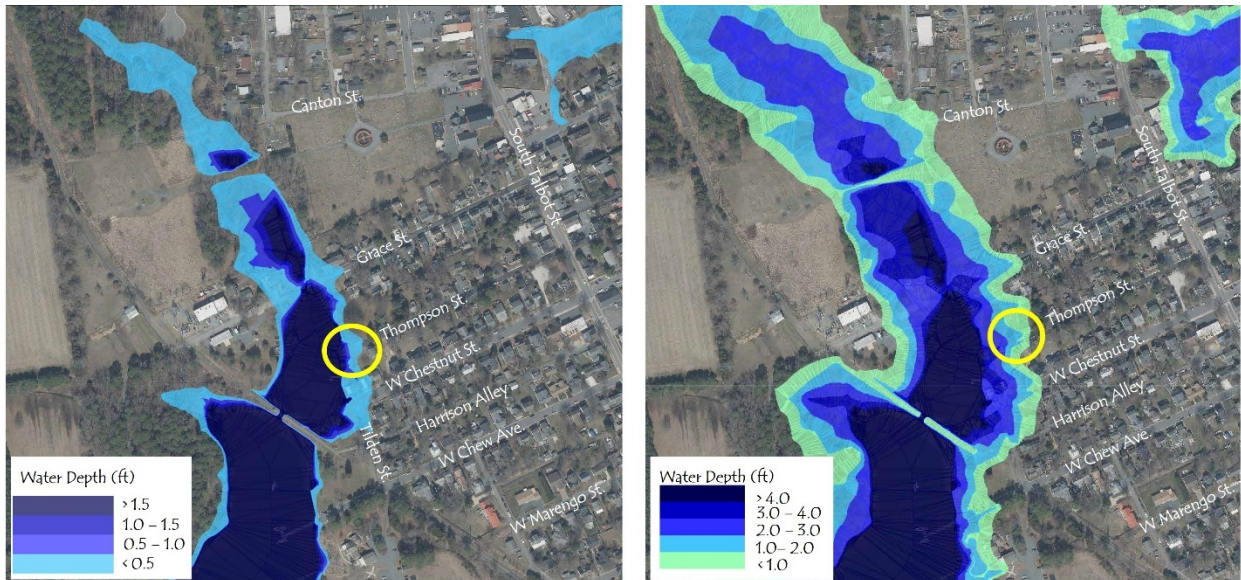 Canton St.
South Talbot St.
Grace St.
Thompson St.
W Chestnut St.
Harrison Alley
W Chew Ave.
Tilden St.
W Marengo St.
Water Depth (ft)
> 1.5
1.0 – 1.5
0.5 – 1.0
< 0.5
Canton St.
South Talbot St.
Grace St.
Thompson St.
W Chestnut St.
Harrison Alley
W Chew Ave.
W Marengo St.
Water Depth (ft)
> 4.0
3.0 – 4.0
2.0 – 3.0
1.0 – 2.0
< 1.0